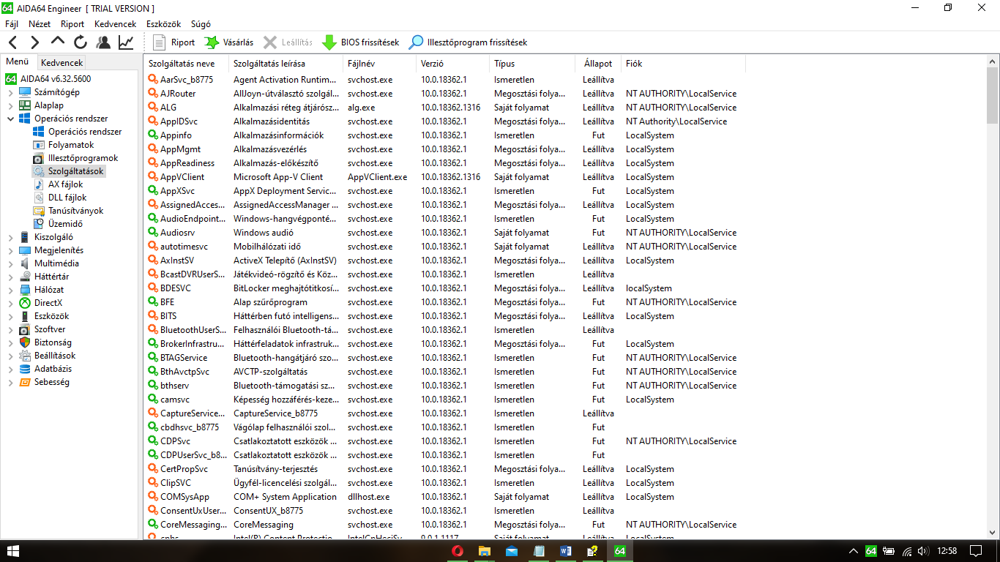 AIDA64 Engineer [ TRIAL VERSION ]
Fájl Nézet Riport Kedvencek Eszközök Súgó
Riport Vásárlás Leállítás BIOS frissítések Illesztőprogram frissítések
Menü Kedvencek
AIDA64 v6.32.5600
Számítógép
Alaplap
Operációs rendszer
Operációs rendszer
Folyamatok
Illesztőprogramok
Szolgáltatások
AX fájlok
DLL fájlok
Tanúsítványok
Üzemidő
Kiszolgáló
Megjelenítés
Multimédia
Háttértár
Hálózat
DirectX
Eszközök
Szoftver
Biztonság
Beállítások
Adatbázis
Sebesség
Szolgáltatás neve Szolgáltatás leírása Fájlnév Verzió Típus Állapot Fiók
AarSvc_b8775 Agent Activation Runtim... svchost.exe 10.0.18362.1 Ismeretlen Leállítva
AJRouter AllJoyn-útválasztó szolgál... svchost.exe 10.0.18362.1 Megosztási folya... Leállítva NT AUTHORITY\LocalService
ALG Alkalmazási réteg átjárósz... alg.exe 10.0.18362.1316 Saját folyamat Leállítva NT AUTHORITY\LocalService
AppIDSvc Alkalmazásidentitás svchost.exe 10.0.18362.1 Megosztási folya... Leállítva NT Authority\LocalService
Appinfo Alkalmazásinformációk svchost.exe 10.0.18362.1 Ismeretlen Fut LocalSystem
AppMgmt Alkalmazásvezérlés svchost.exe 10.0.18362.1 Megosztási folya... Leállítva LocalSystem
AppReadiness Alkalmazás-előkészítő svchost.exe 10.0.18362.1 Megosztási folya... Leállítva LocalSystem
AppVClient Microsoft App-V Client AppVClient.exe 10.0.18362.1316 Saját folyamat Leállítva LocalSystem
AppXSvc AppX Deployment Servic... svchost.exe 10.0.18362.1 Ismeretlen Fut LocalSystem
AssignedAcces... AssignedAccessManager ... svchost.exe 10.0.18362.1 Megosztási folya... Leállítva LocalSystem
AudioEndpoint... Windows-hangvégponté... svchost.exe 10.0.18362.1 Ismeretlen Fut LocalSystem
Audiosrv Windows audió svchost.exe 10.0.18362.1 Saját folyamat Fut NT AUTHORITY\LocalService
autotimesvc Mobilhálózati idő svchost.exe 10.0.18362.1 Saját folyamat Leállítva NT AUTHORITY\LocalService
AxInstSV ActiveX Telepítő (AxInstSV) svchost.exe 10.0.18362.1 Megosztási folya... Leállítva LocalSystem
BcastDVRUserS... Játékvideó-rögzítő és Köz... svchost.exe 10.0.18362.1 Ismeretlen Leállítva
BDESVC BitLocker meghajtótitkosí... svchost.exe 10.0.18362.1 Megosztási folya... Leállítva localSystem
BFE Alap szűrőprogram svchost.exe 10.0.18362.1 Megosztási folya... Fut NT AUTHORITY\LocalService
BITS Háttérben futó intelligens... svchost.exe 10.0.18362.1 Megosztási folya... Leállítva LocalSystem
BluetoothUserS... Felhasználói Bluetooth-tá... svchost.exe 10.0.18362.1 Ismeretlen Leállítva
BrokerInfrastru... Háttérfeladatok infrastruk... svchost.exe 10.0.18362.1 Megosztási folya... Fut LocalSystem
BTAGService Bluetooth-hangátjáró szo... svchost.exe 10.0.18362.1 Ismeretlen Fut NT AUTHORITY\LocalService
BthAvctpSvc AVCTP-szolgáltatás svchost.exe 10.0.18362.1 Ismeretlen Fut NT AUTHORITY\LocalService
bthserv Bluetooth-támogatási sz... svchost.exe 10.0.18362.1 Ismeretlen Fut NT AUTHORITY\LocalService
camsvc Képesség hozzáférés-keze... svchost.exe 10.0.18362.1 Ismeretlen Fut LocalSystem
CaptureService... CaptureService_b8775 svchost.exe 10.0.18362.1 Ismeretlen Leállítva
cbdhsvc_b8775 Vágólap felhasználói szol... svchost.exe 10.0.18362.1 Ismeretlen Fut
CDPSvc Csatlakoztatott eszközök ... svchost.exe 10.0.18362.1 Ismeretlen Fut NT AUTHORITY\LocalService
CDPUserSvc_b8... Csatlakoztatott eszközök ... svchost.exe 10.0.18362.1 Ismeretlen Fut
CertPropSvc Tanúsítvány-terjesztés svchost.exe 10.0.18362.1 Megosztási folya... Leállítva LocalSystem
ClipSVC Ügyfél-licencelési szolgál... svchost.exe 10.0.18362.1 Ismeretlen Leállítva LocalSystem
COMSysApp COM+ System Application dllhost.exe 10.0.18362.1 Saját folyamat Leállítva LocalSystem
ConsentUxUser... ConsentUX_b8775 svchost.exe 10.0.18362.1 Ismeretlen Leállítva
CoreMessaging... CoreMessaging svchost.exe 10.0.18362.1 Megosztási folya... Fut NT AUTHORITY\LocalService
cphs Intel(R) Content Protectio... IntelCpHeciSv... 9.0.1.1117 Saját folyamat Leállítva LocalSystem
12:58